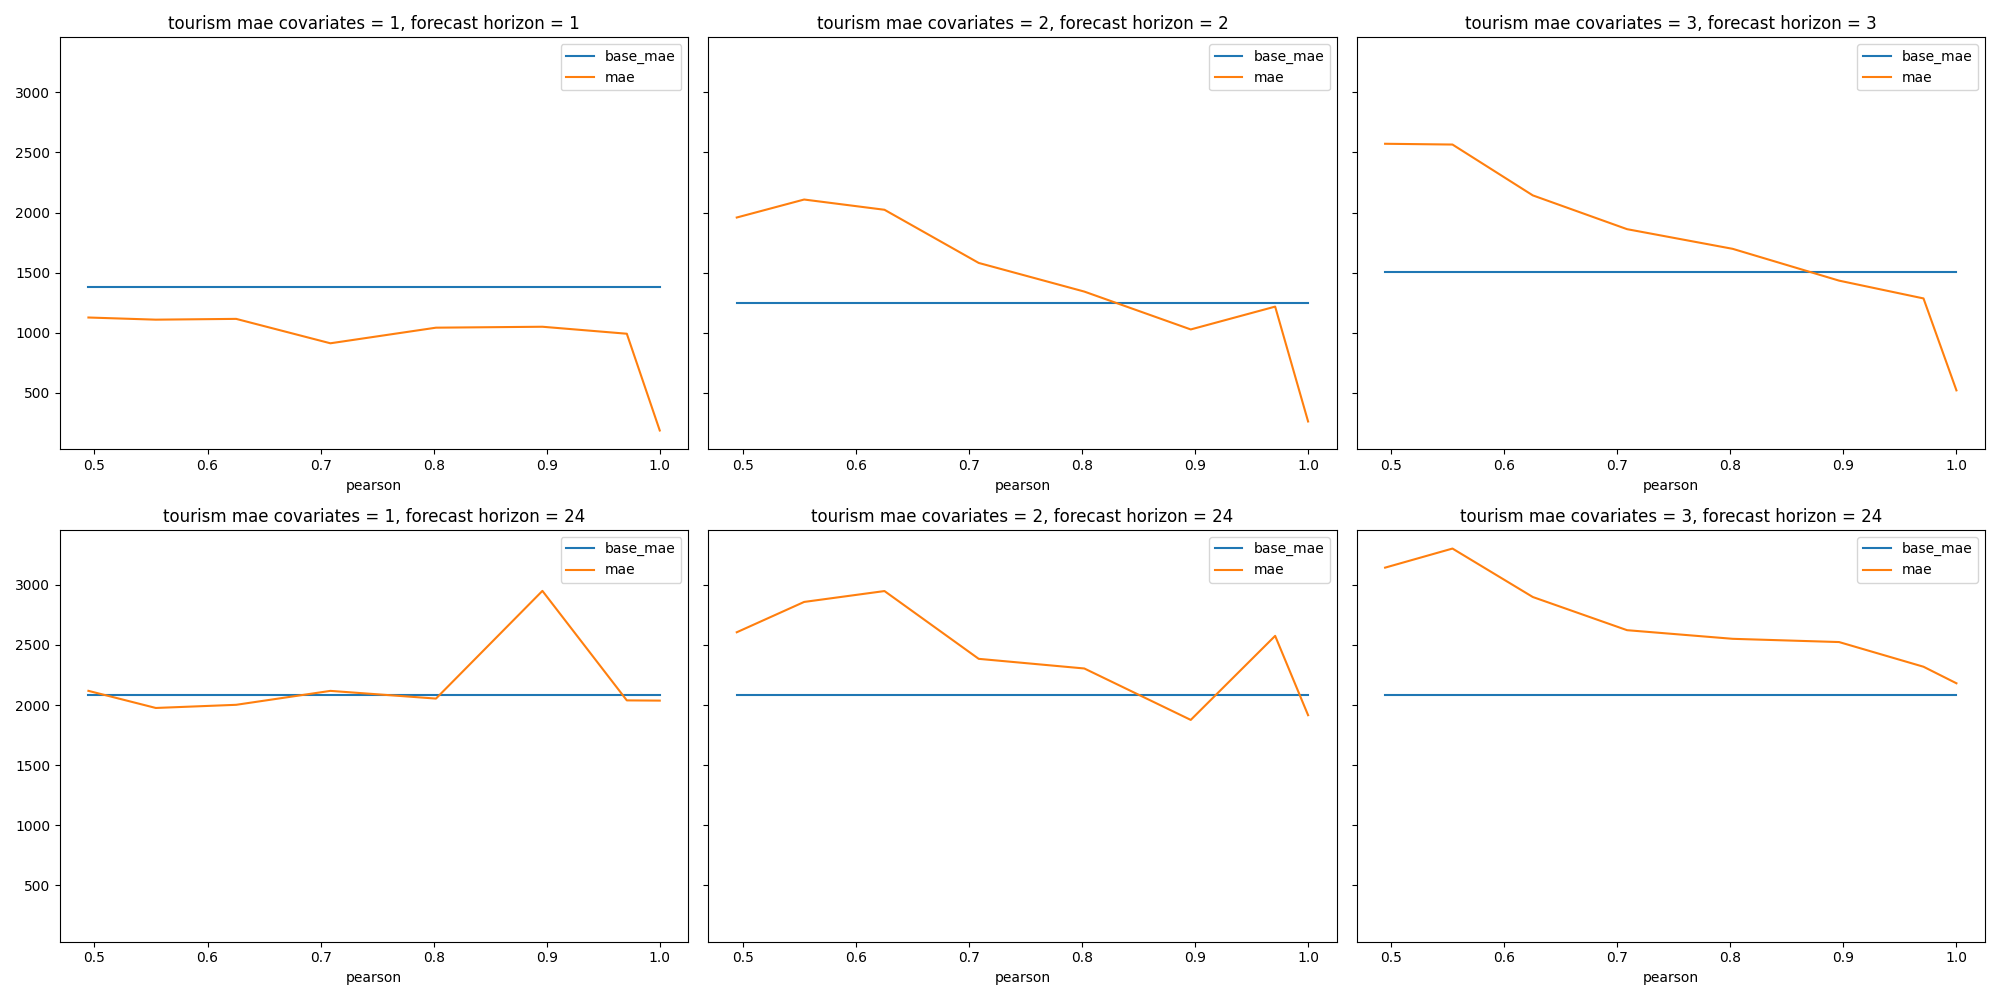 tourism mae covariates = 1, forecast horizon = 1
base_mae
mae
3000
2500
2000
1500
1000
500
0.5 0.6 0.7 0.8 0.9 1.0
pearson
tourism mae covariates = 2, forecast horizon = 2
base_mae
mae
0.5 0.6 0.7 0.8 0.9 1.0
pearson
tourism mae covariates = 3, forecast horizon = 3
base_mae
mae
0.5 0.6 0.7 0.8 0.9 1.0
pearson
tourism mae covariates = 1, forecast horizon = 24
base_mae
mae
3000
2500
2000
1500
1000
500
0.5 0.6 0.7 0.8 0.9 1.0
pearson
tourism mae covariates = 2, forecast horizon = 24
base_mae
mae
0.5 0.6 0.7 0.8 0.9 1.0
pearson
tourism mae covariates = 3, forecast horizon = 24
base_mae
mae
0.5 0.6 0.7 0.8 0.9 1.0
pearson